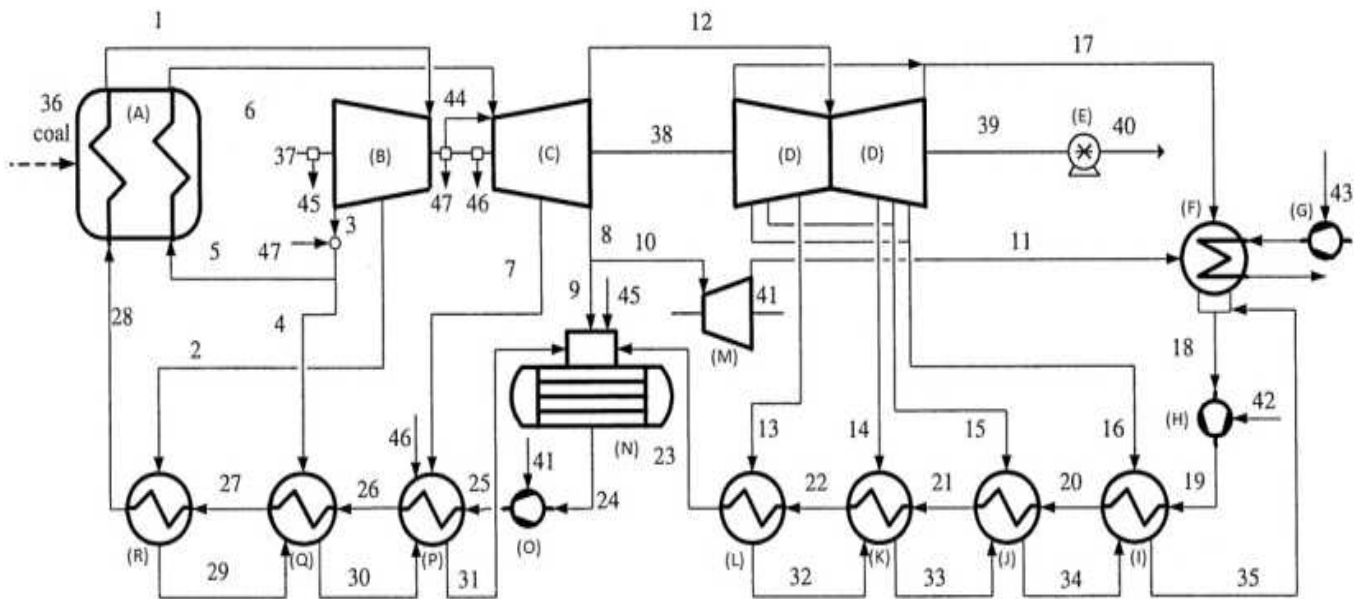 1
12
17
36
coal
(A)
6
44
37
(B)
(C)
38
(D)
(D)
39
(E)
40
43
(F)
(G)
45
47
46
3
47
5
8
10
11
7
9
45
41
28
4
2
(M)
18
(H)
42
46
(N)
23
13
14
15
16
41
27
26
25
24
22
21
20
19
(R)
(Q)
(P)
(O)
(L)
(K)
(J)
(I)
29
30
31
32
33
34
35